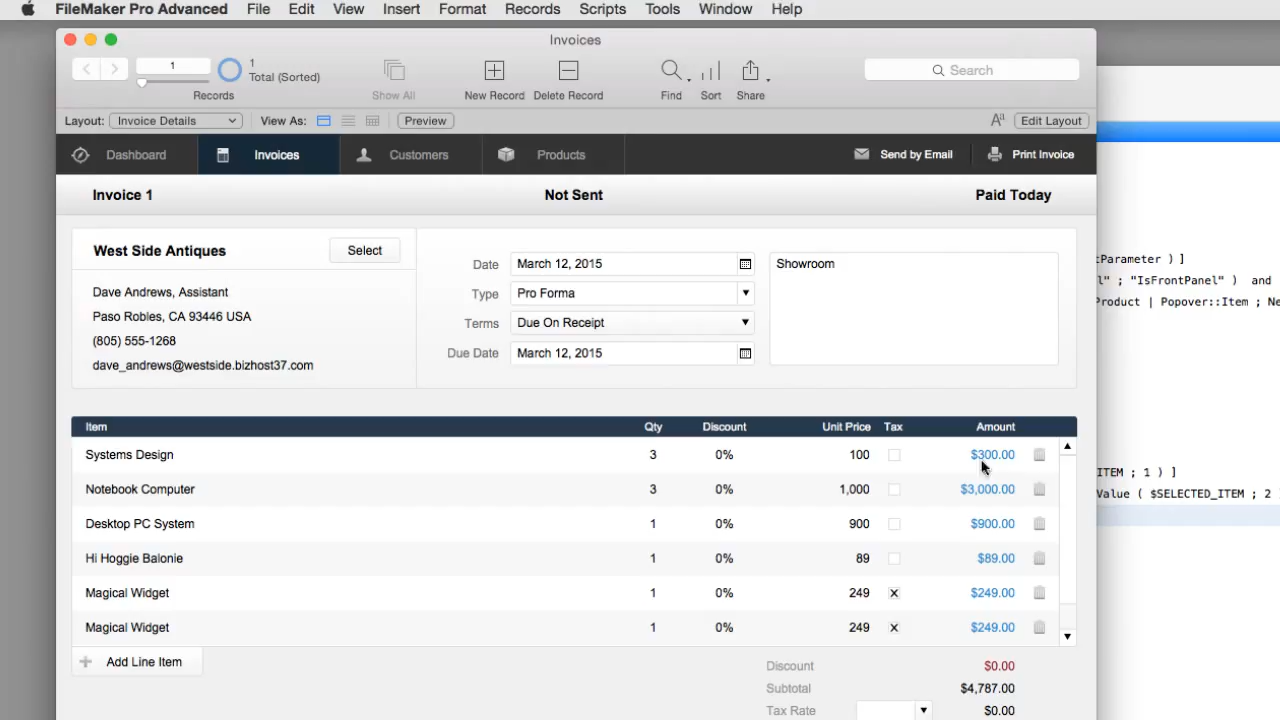 FileMaker Pro Advanced File Edit View Insert Format Records Scripts Tools Window Help
Invoices
1
1
Total (Sorted)
Records
Show All
New Record
Delete Record
Find
Sort
Share
Search
Layout: Invoice Details View As: Preview Aa Edit Layout
Dashboard Invoices Customers Products Send by Email Print Invoice
Invoice 1 Not Sent Paid Today
West Side Antiques Select
Dave Andrews, Assistant
Paso Robles, CA 93446 USA
(805) 555-1268
dave_andrews@westside.bizhost37.com
Date March 12, 2015
Type Pro Forma
Terms Due On Receipt
Due Date March 12, 2015
Showroom
tParameter ) ]
l" ; "IsFrontPanel" ) and
Product | Popover::Item ; Ne
ITEM ; 1 ) ]
Value ( $SELECTED_ITEM ; 2
Item Qty Discount Unit Price Tax Amount
Systems Design 3 0% 100 $300.00
Notebook Computer 3 0% 1,000 $3,000.00
Desktop PC System 1 0% 900 $900.00
Hi Hoggie Balonie 1 0% 89 $89.00
Magical Widget 1 0% 249 x $249.00
Magical Widget 1 0% 249 x $249.00
Add Line Item
Discount $0.00
Subtotal $4,787.00
Tax Rate $0.00